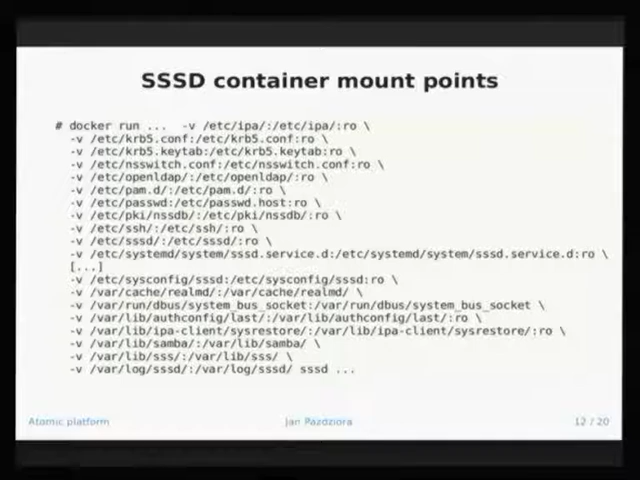 SSSD container mount points
# docker run ...  -v /etc/ipa/:/etc/ipa/:ro \
-v /etc/krb5.conf:/etc/krb5.conf:ro \
-v /etc/krb5.keytab:/etc/krb5.keytab:ro \
-v /etc/nsswitch.conf:/etc/nsswitch.conf:ro \
-v /etc/openldap/:/etc/openldap/:ro \
-v /etc/pam.d/:/etc/pam.d/:ro \
-v /etc/passwd:/etc/passwd.host:ro \
-v /etc/pki/nssdb/:/etc/pki/nssdb/:ro \
-v /etc/ssh/:/etc/ssh/:ro \
-v /etc/sssd/:/etc/sssd/:ro \
-v /etc/systemd/system/sssd.service.d:/etc/systemd/system/sssd.service.d:ro \
[...]
-v /etc/sysconfig/sssd:/etc/sysconfig/sssd:ro \
-v /var/cache/realmd/:/var/cache/realmd/ \
-v /var/run/dbus/system_bus_socket:/var/run/dbus/system_bus_socket \
-v /var/lib/authconfig/last/:/var/lib/authconfig/last/:ro \
-v /var/lib/ipa-client/sysrestore/:/var/lib/ipa-client/sysrestore/:ro \
-v /var/lib/samba/:/var/lib/samba/ \
-v /var/lib/sss/:/var/lib/sss/ \
-v /var/log/sssd/:/var/log/sssd/ sssd ...
Atomic platform
Jan Pazdziora
12 / 20